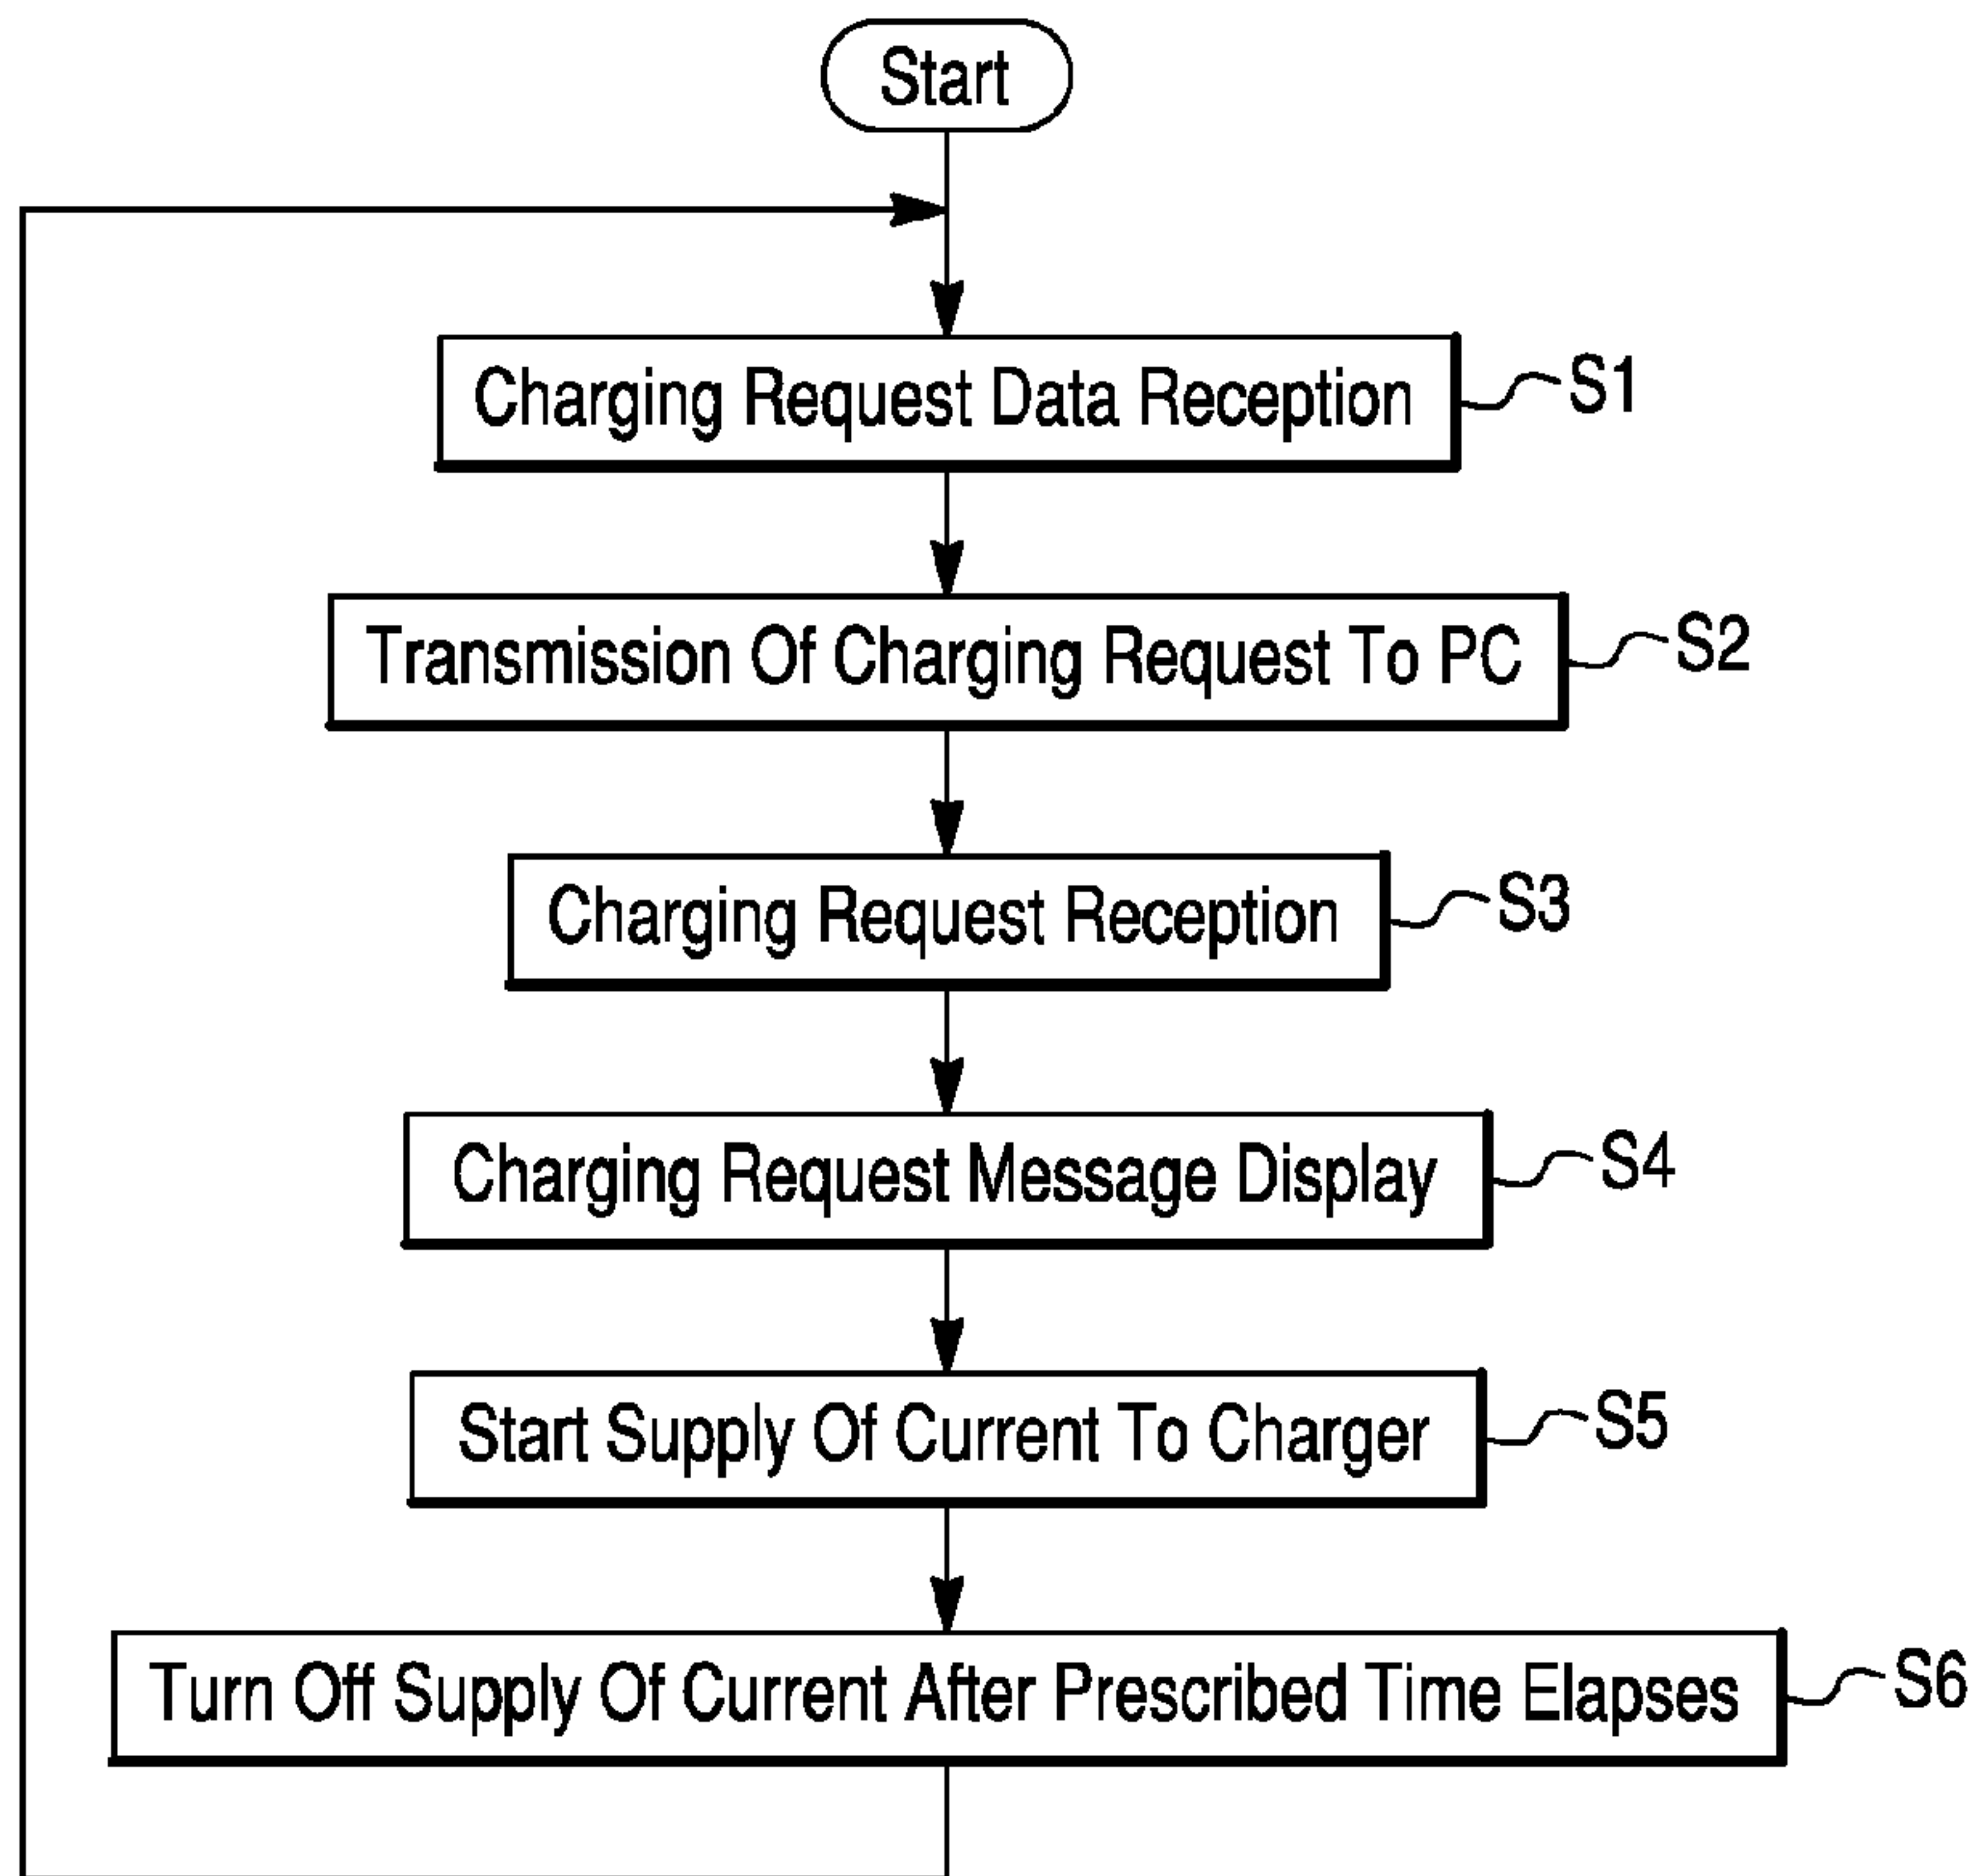 Start
Charging Request Data Reception
S1
Transmission Of Charging Request To PC
S2
Charging Request Reception
S3
Charging Request Message Display
S4
Start Supply Of Current To Charger
S5
Turn Off Supply Of Current After Prescribed Time Elapses
S6